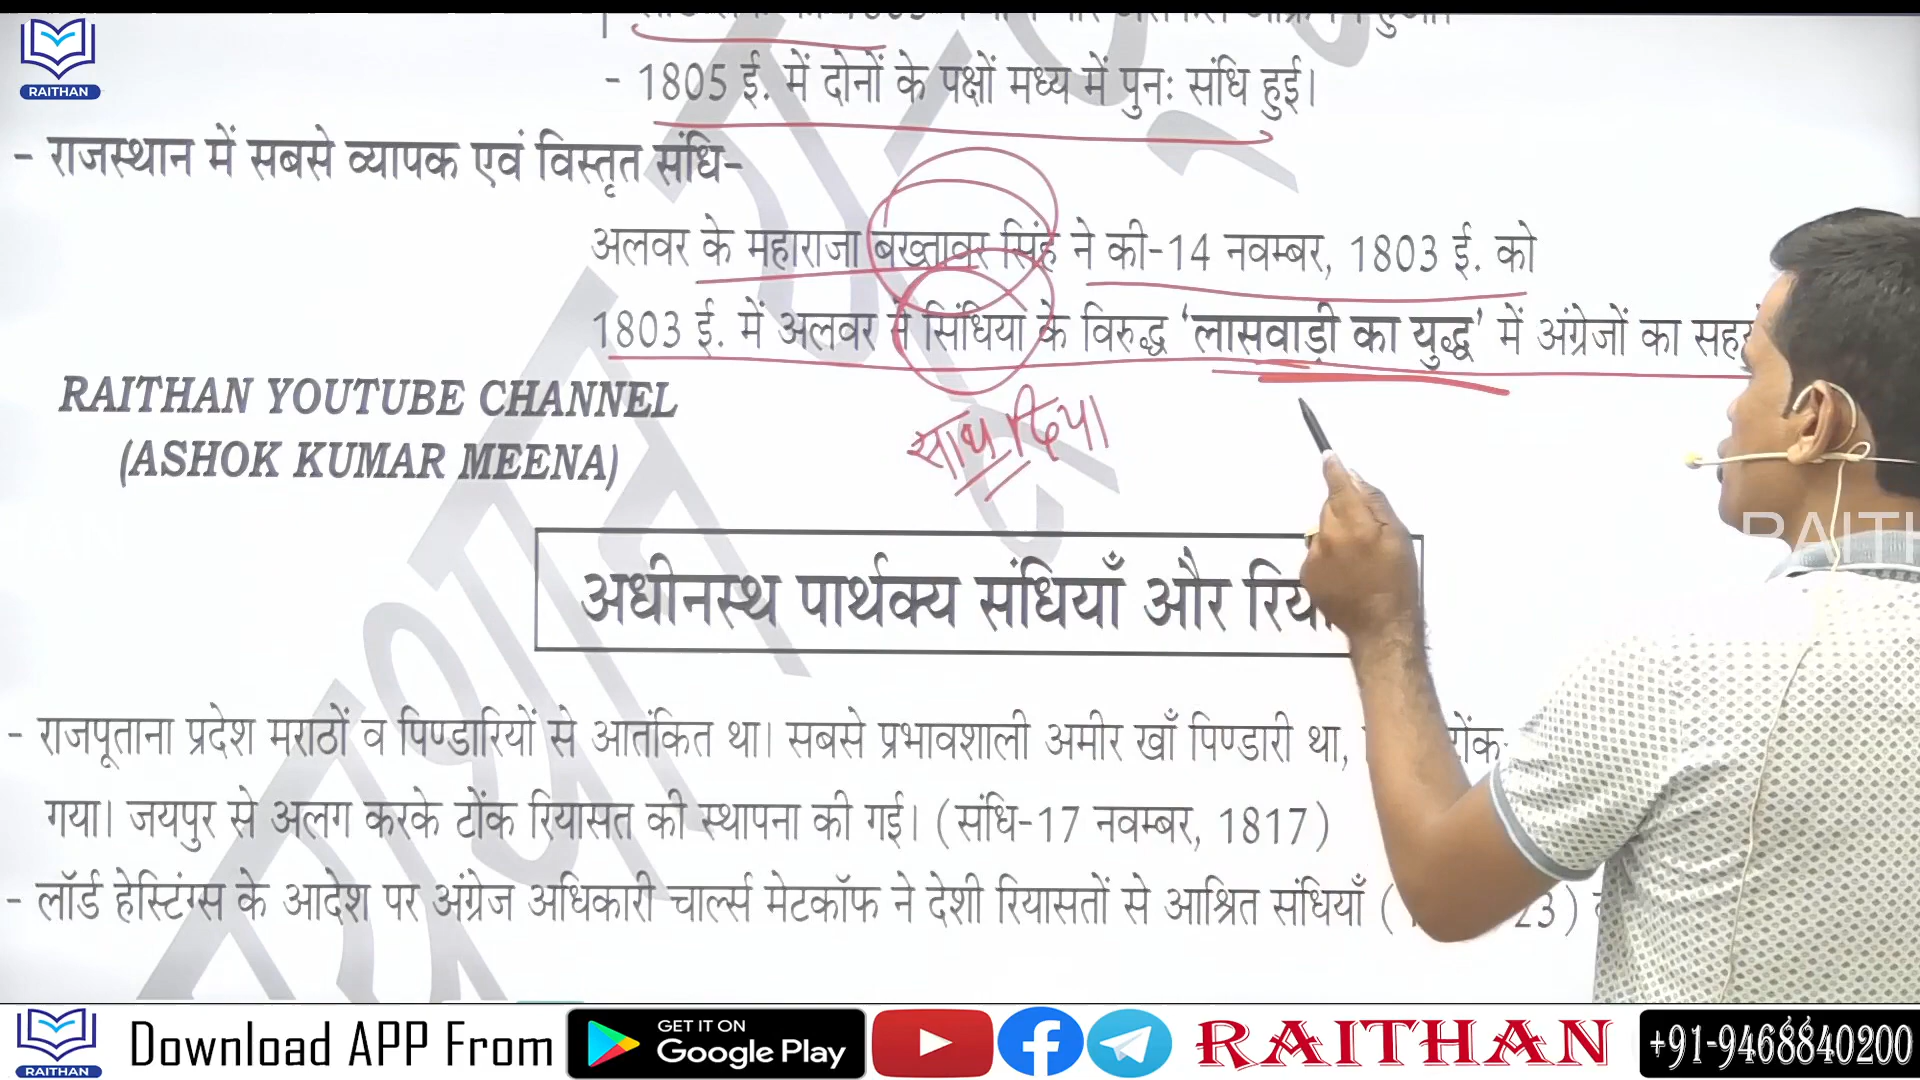 RAITHAN
- 1805 ई. में दोनों के पक्षों मध्य में पुनः संधि हुई।
- राजस्थान में सबसे व्यापक एवं विस्तृत संधि-
अलवर के महाराजा बख्तावर सिंह ने की-14 नवम्बर, 1803 ई. को
1803 ई. में अलवर ने सिंधिया के विरुद्ध 'लासवाड़ी का युद्ध' में अंग्रेजों का
साथ दिया
RAITHAN YOUTUBE CHANNEL
(ASHOK KUMAR MEENA)
अधीनस्थ पार्थक्य संधियाँ और
- राजपूताना प्रदेश मराठों व पिण्डारियों से आतंकित था। सबसे प्रभावशाली अमीर खाँ पिण्डारी था,
गया। जयपुर से अलग करके टोंक रियासत की स्थापना की गई। (संधि-17 नवम्बर, 1817)
- लॉर्ड हेस्टिंग्स के आदेश पर अंग्रेज अधिकारी चार्ल्स मेटकॉफ ने देशी रियासतों से आश्रित संधियाँ (
RAITHAN
Download APP From
GET IT ON
Google Play
RAITHAN
+91-9468840200